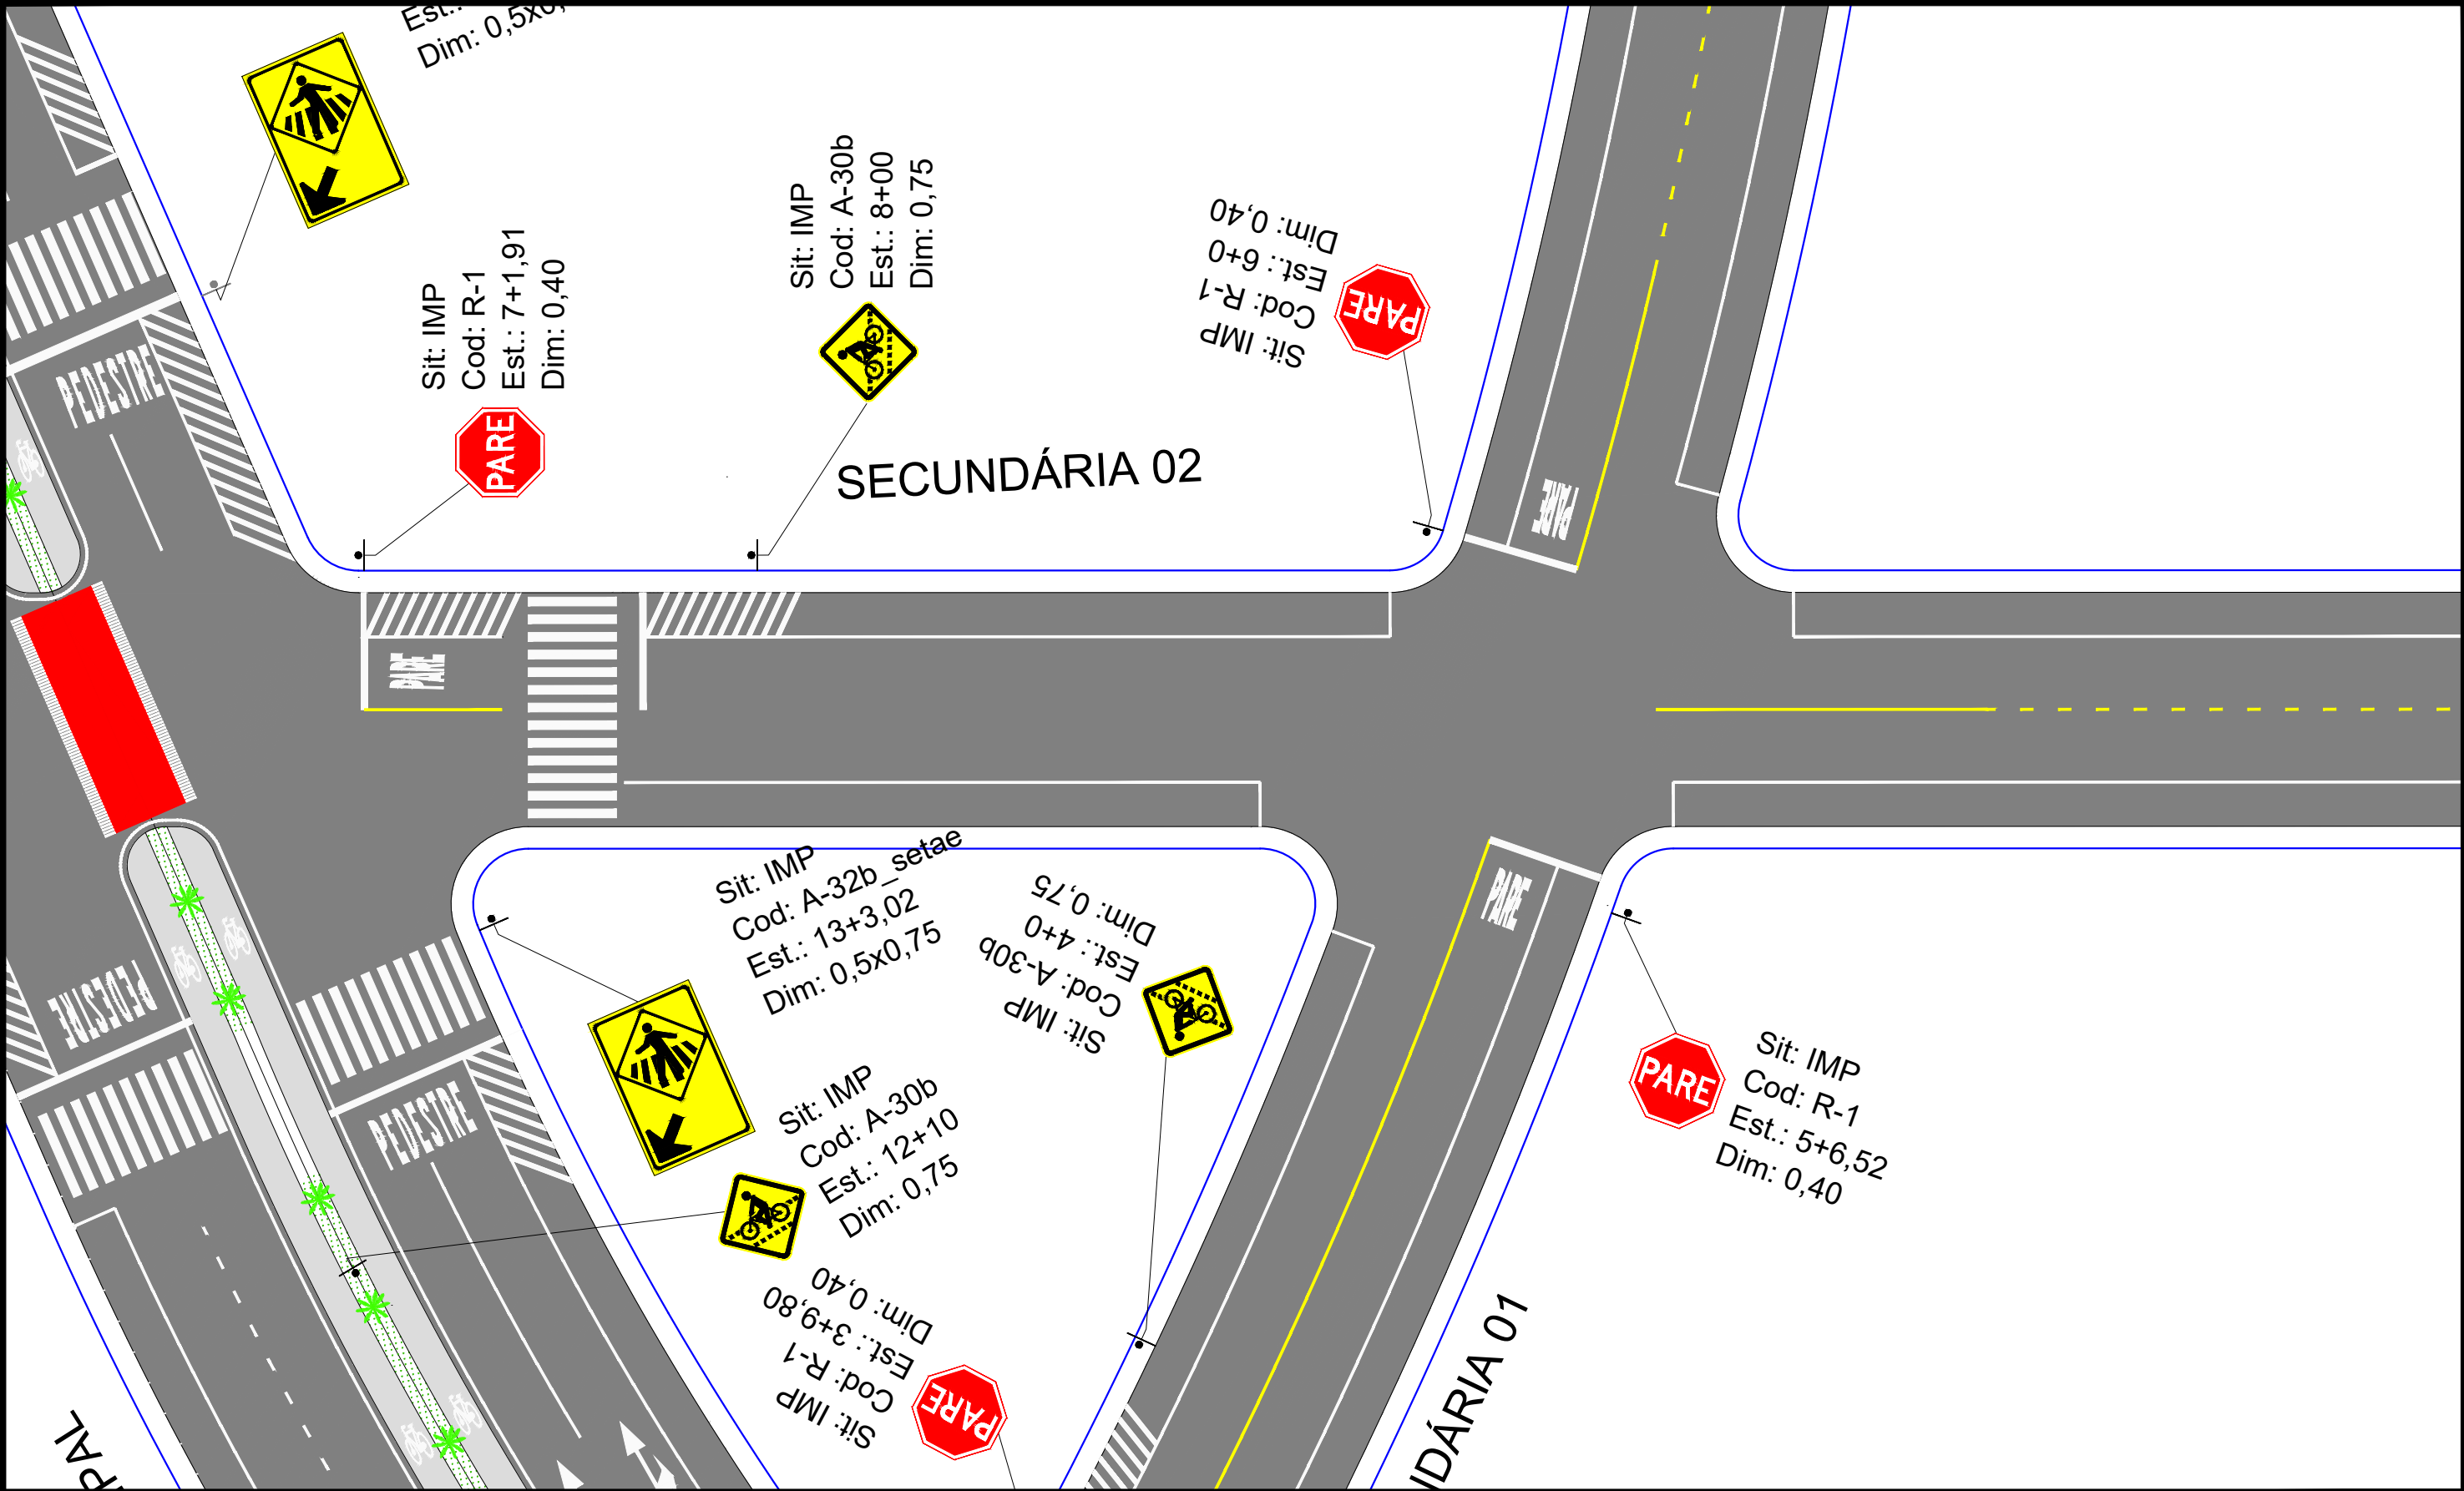 Est.:
Dim: 0,5x0,
Sit: IMP
Cod: R-1
Est.: 7+1,91
Dim: 0,40
PARE
Sit: IMP
Cod: A-30b
Est.: 8+00
Dim: 0,75
Sit: IMP
Cod: R-1
Est.: 6+0
Dim: 0,40
PARE
SECUNDÁRIA 02
PEDESTRE
PARE
PARE
PARE
Sit: IMP
Cod: A-32b_setae
Est.: 13+3,02
Dim: 0,5x0,75
Sit: IMP
Cod: A-30b
Est.: 4+0
Dim: 0,75
Sit: IMP
Cod: A-30b
Est.: 12+10
Dim: 0,75
Sit: IMP
Cod: R-1
Est.: 3+9,80
Dim: 0,40
PARE
PARE
Sit: IMP
Cod: R-1
Est.: 5+6,52
Dim: 0,40
PEDESTRE
PEDESTRE
NDÁRIA 01
PAL